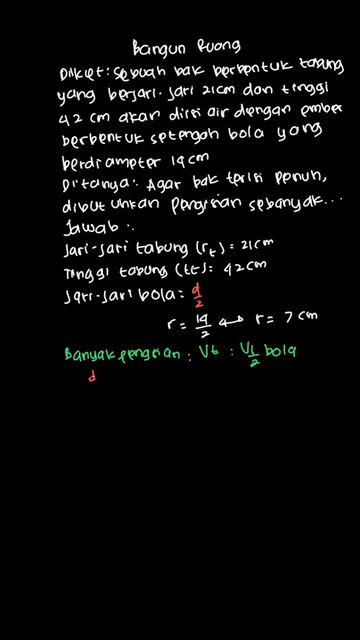 Bangun Ruang
Diket : Sebuah bak berbentuk tabung
yang berjari-jari 21cm dan tinggi
42 cm akan diisi air dengan ember
berbentuk setengah bola yang
berdiameter 14cm
Ditanya : Agar bak terisi penuh,
dibutuhkan pengisian sebanyak...
Jawab :
Jari-jari tabung (rt) = 21cm
Tinggi tabung (tt) = 42cm
Jari-jari bola = d/2
r = 14/2 ↔ r = 7 cm
Banyak pengisian : Vt : V 1/2 bola
d